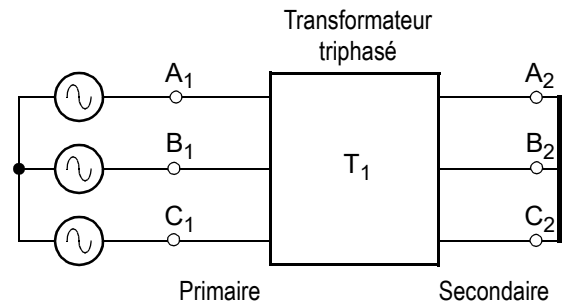 Transformateur
triphasé
A₁
A₂
B₁
T₁
B₂
C₁
C₂
Primaire
Secondaire